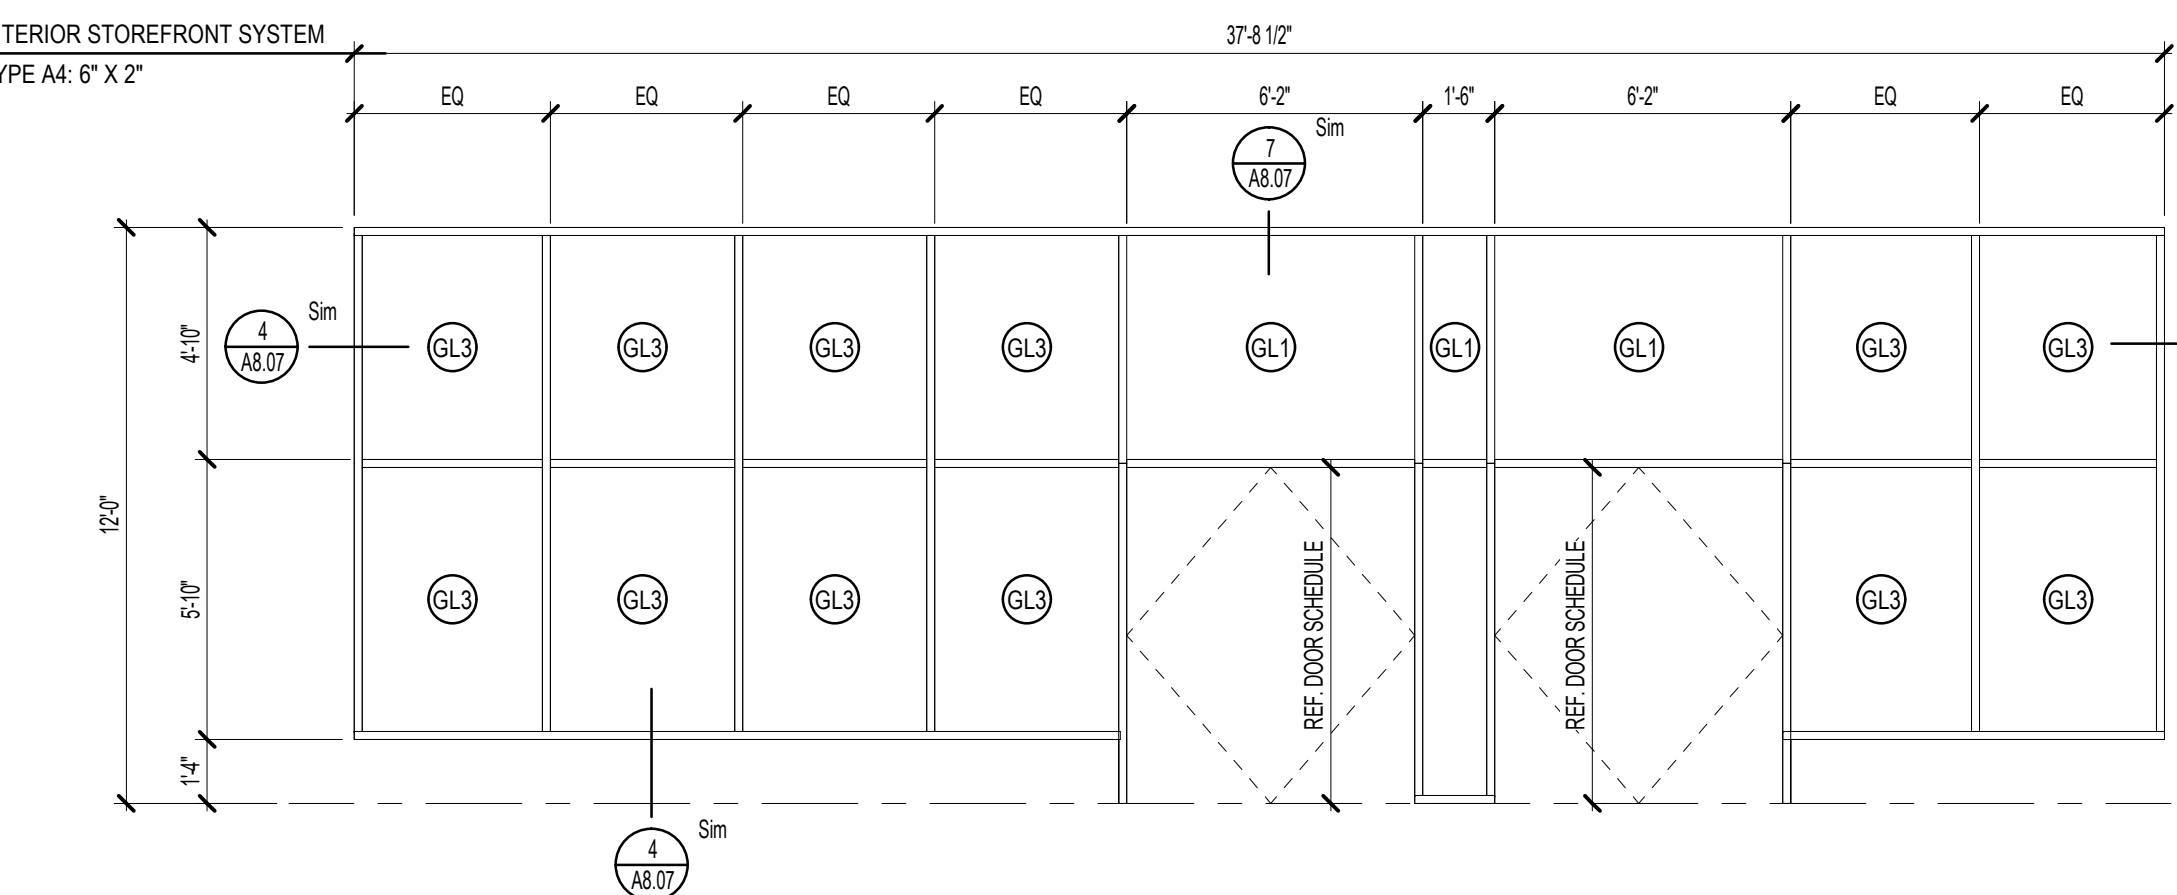 TERIOR STOREFRONT SYSTEM
YPE A4: 6" X 2"
37'-8 1/2"
EQ EQ EQ EQ 6'-2" 1'-6" 6'-2" EQ EQ
7
A8.07
Sim
4
A8.07
Sim
4'-10"
GL3 GL3 GL3 GL3 GL1 GL1 GL1 GL3 GL3
12'-0"
5'-10"
GL3 GL3 GL3 GL3 GL3 GL3
REF. DOOR SCHEDULE
REF. DOOR SCHEDULE
1'-4"
4
A8.07
Sim